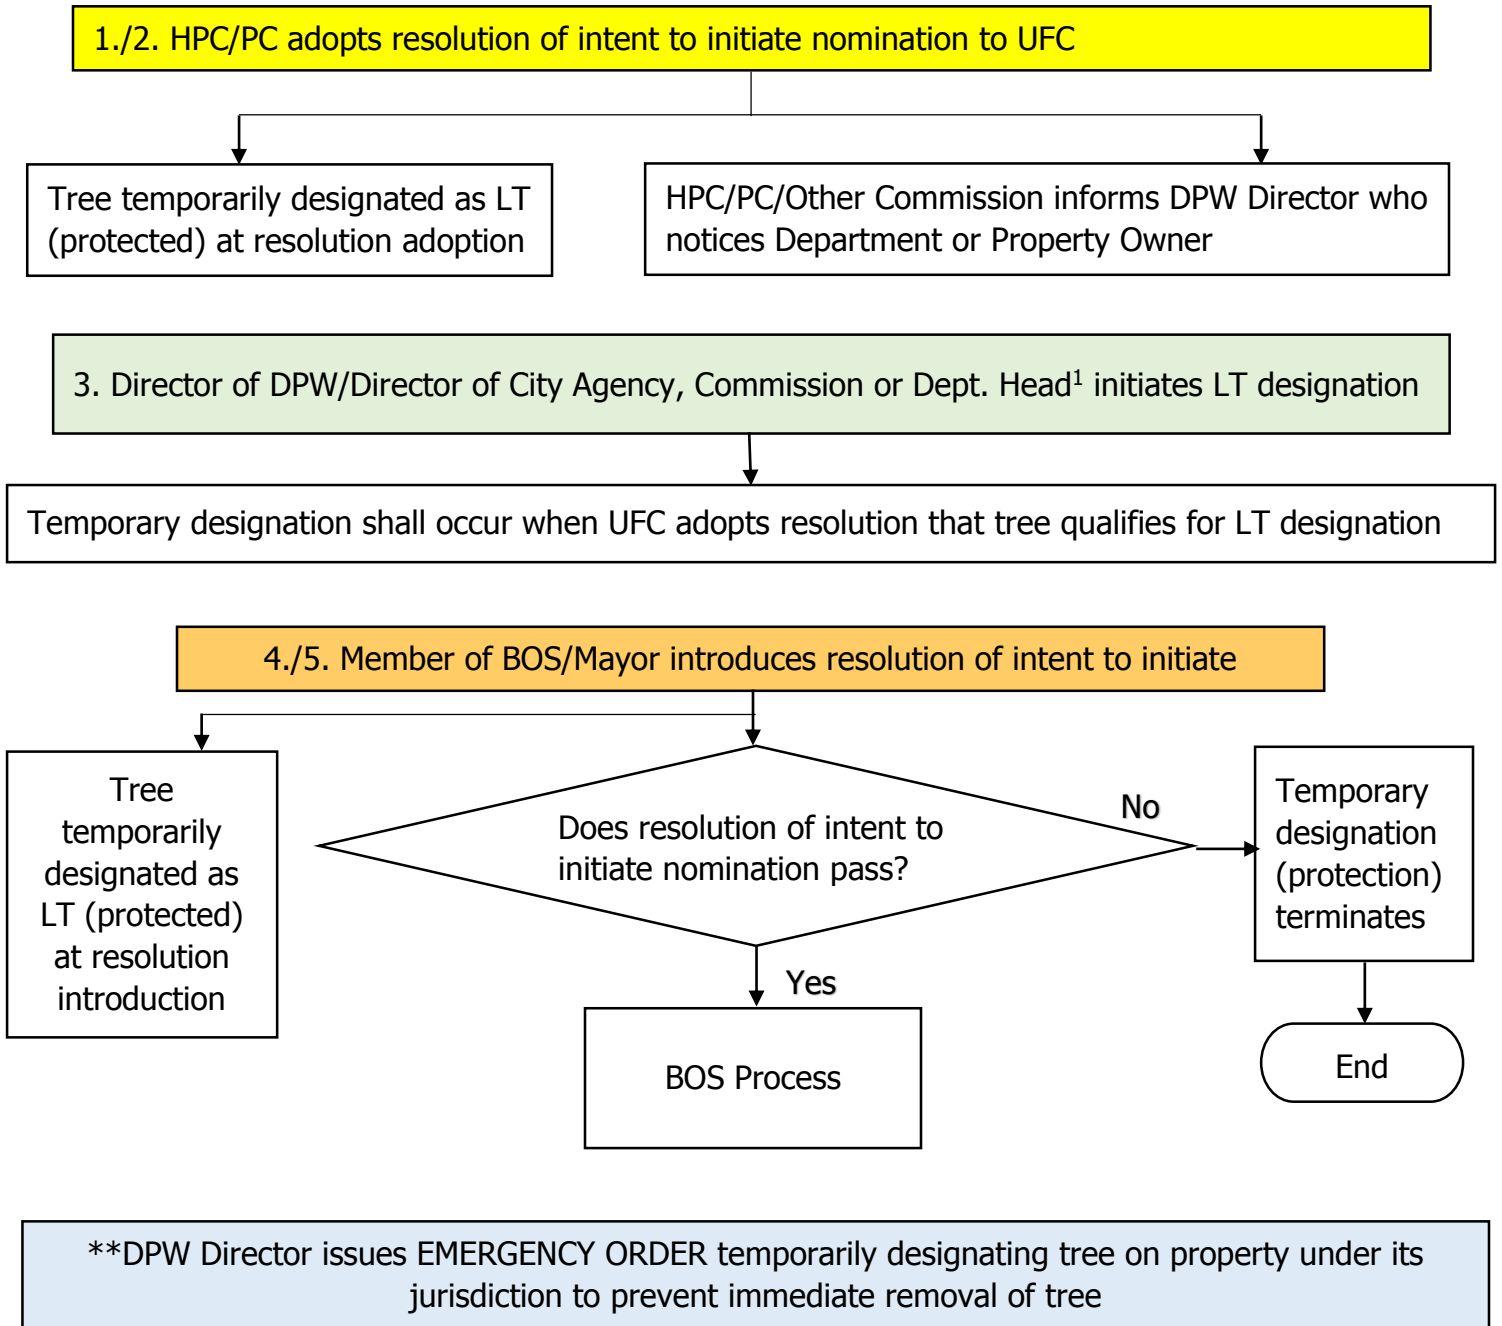 1./2. HPC/PC adopts resolution of intent to initiate nomination to UFC
Tree temporarily designated as LT
(protected) at resolution adoption
HPC/PC/Other Commission informs DPW Director who
notices Department or Property Owner
3. Director of DPW/Director of City Agency, Commission or Dept. Head¹ initiates LT designation
Temporary designation shall occur when UFC adopts resolution that tree qualifies for LT designation
4./5. Member of BOS/Mayor introduces resolution of intent to initiate
Tree
temporarily
designated as
LT (protected)
at resolution
introduction
Does resolution of intent to
initiate nomination pass?
No
Temporary
designation
(protection)
terminates
Yes
BOS Process
End
**DPW Director issues EMERGENCY ORDER temporarily designating tree on property under its
jurisdiction to prevent immediate removal of tree